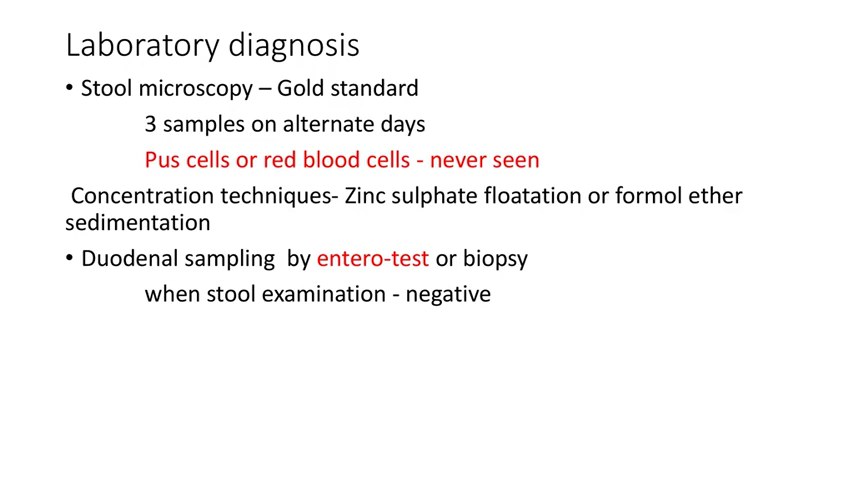 Laboratory diagnosis
• Stool microscopy – Gold standard
3 samples on alternate days
Pus cells or red blood cells - never seen
Concentration techniques- Zinc sulphate floatation or formol ether
sedimentation
• Duodenal sampling by entero-test or biopsy
when stool examination - negative